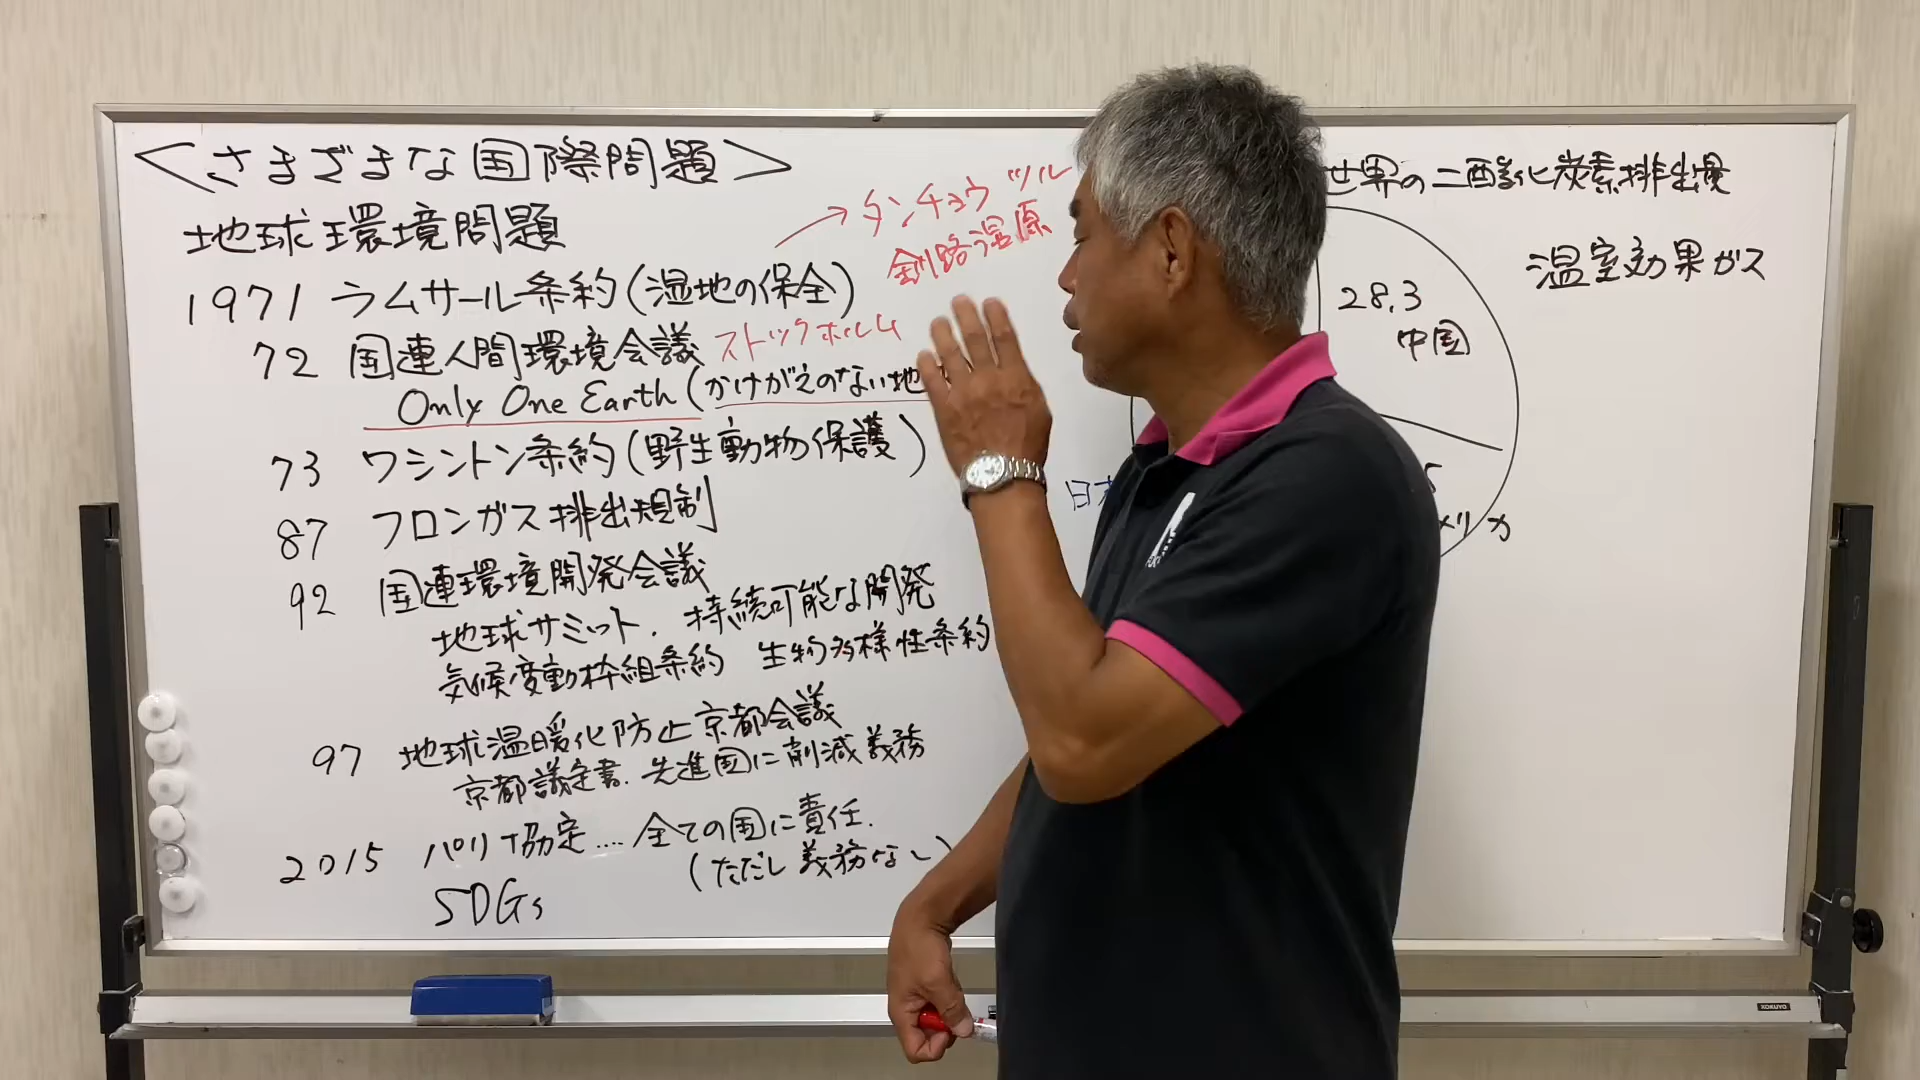 <さまざまな国際問題>
地球環境問題
1971 ラムサール条約(湿地の保全)
→タンチョウヅル
釧路湿原
72 国連人間環境会議 ストックホルム
Only One Earth (かけがえのない地
73 ワシントン条約(野生動物保護)
87 フロンガス排出規制
92 国連環境開発会議
地球サミット. 持続可能な開発
気候変動枠組条約 生物多様性条約
97 地球温暖化防止京都会議
京都議定書. 先進国に削減義務
2015 パリ協定....全ての国に責任.
(ただし義務なし)
SDGs
世界の二酸化炭素排出量
温室効果ガス
28.3
中国
日本
メリカ
KOKUYO